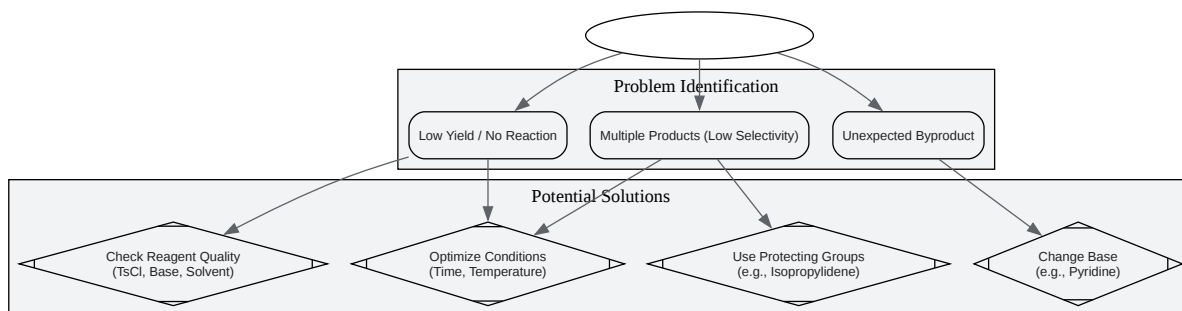 Problem Identification
Low Yield / No Reaction
Multiple Products (Low Selectivity)
Unexpected Byproduct
Potential Solutions
Check Reagent Quality
(TsCl, Base, Solvent)
Optimize Conditions
(Time, Temperature)
Use Protecting Groups
(e.g., Isopropylidene)
Change Base
(e.g., Pyridine)